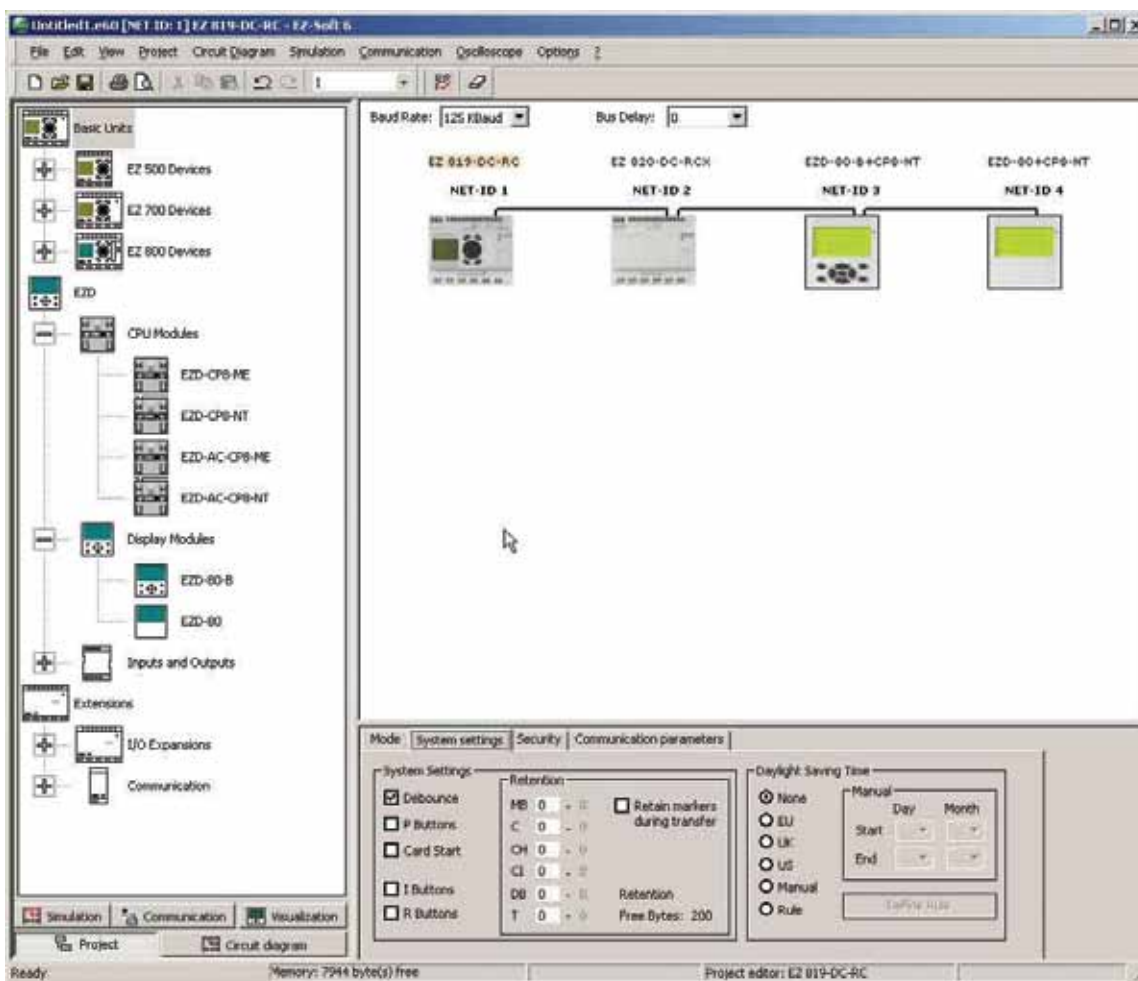 Untitled1.e60 [NET ID: 1] EZ 819-DC-RC - EZ-Soft 6
File Edit View Project Circuit Diagram Simulation Communication Oscilloscope Options ?
1
Basic Units
EZ 500 Devices
EZ 700 Devices
EZ 800 Devices
EZD
CPU Modules
EZD-CP8-ME
EZD-CP8-NT
EZD-AC-CP8-ME
EZD-AC-CP8-NT
Display Modules
EZD-80-B
EZD-80
Inputs and Outputs
Extensions
I/O Expansions
Communication
Simulation Communication Visualization
Project Circuit diagram
Baud Rate: 125 KBaud Bus Delay: 0
EZ 819-DC-RC EZ 820-DC-RCX EZD-80-B+CP8-NT EZD-80+CP8-NT
NET-ID 1 NET-ID 2 NET-ID 3 NET-ID 4
Mode System settings Security Communication parameters
System Settings
Debounce
P Buttons
Card Start
I Buttons
R Buttons
Retention
MB 0 - 0
C 0 - 0
CH 0 - 0
CI 0 - 0
DB 0 - 0
T 0 - 0
Retain markers
during transfer
Retention
Free Bytes: 200
Daylight Saving Time
None
EU
UK
US
Manual
Rule
Manual
Day Month
Start
End
Define rule
Ready Memory: 7944 byte(s) free Project editor: EZ 819-DC-RC